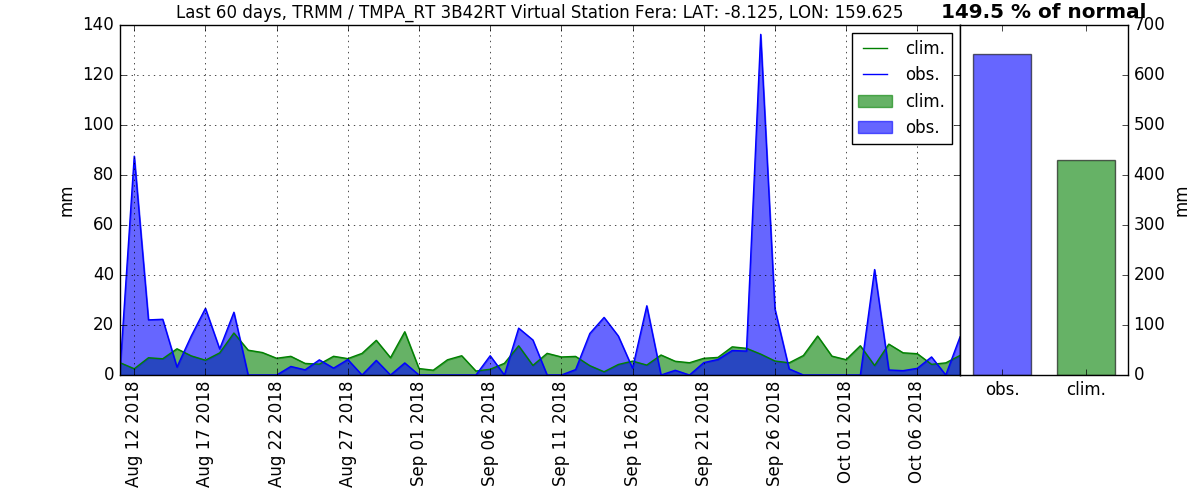 Last 60 days, TRMM / TMPA_RT 3B42RT Virtual Station Fera: LAT: -8.125, LON: 159.625
149.5 % of normal
140
120
100
80
60
40
20
0
mm
clim.
obs.
clim.
obs.
700
600
500
400
300
200
100
0
mm
Aug 12 2018
Aug 17 2018
Aug 22 2018
Aug 27 2018
Sep 01 2018
Sep 06 2018
Sep 11 2018
Sep 16 2018
Sep 21 2018
Sep 26 2018
Oct 01 2018
Oct 06 2018
obs.
clim.